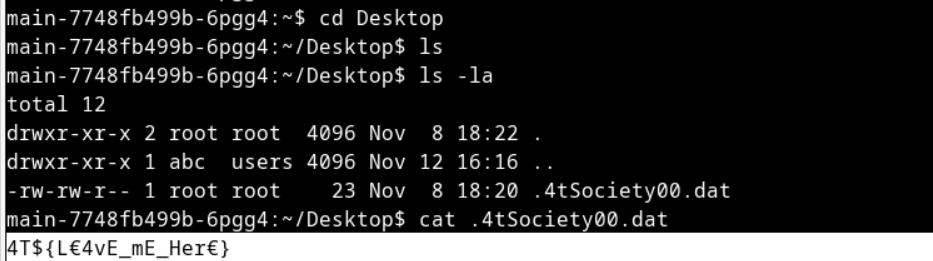 main-7748fb499b-6pgg4:~$ cd Desktop
main-7748fb499b-6pgg4:~/Desktop$ ls
main-7748fb499b-6pgg4:~/Desktop$ ls -la
total 12
drwxr-xr-x 2 root root  4096 Nov  8 18:22 .
drwxr-xr-x 1 abc  users 4096 Nov 12 16:16 ..
-rw-rw-r-- 1 root root    23 Nov  8 18:20 .4tSociety00.dat
main-7748fb499b-6pgg4:~/Desktop$ cat .4tSociety00.dat
4T${L€4vE_mE_Her€}